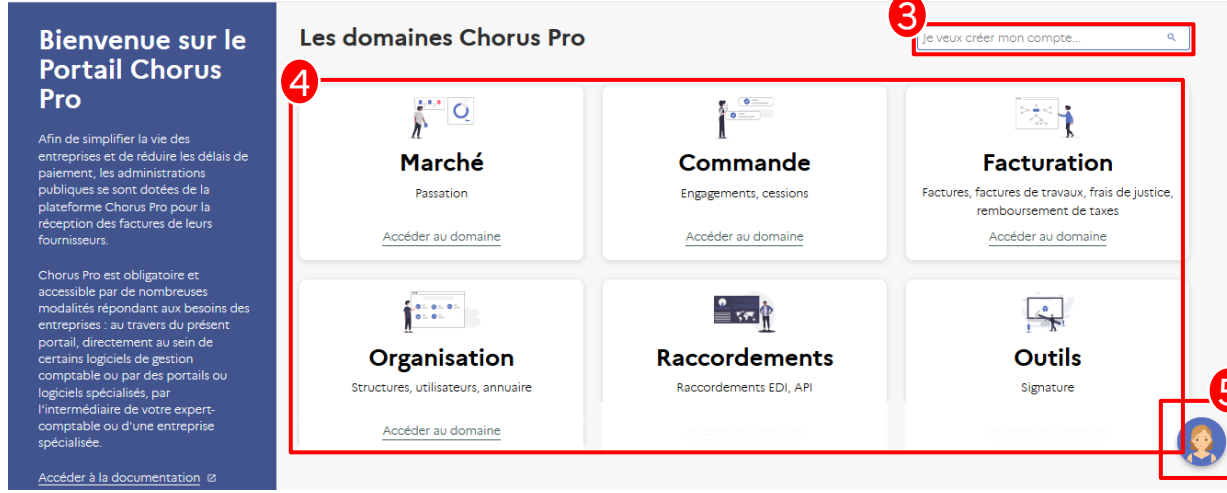 Bienvenue sur le
Portail Chorus
Pro
Afin de simplifier la vie des
entreprises et de réduire les délais de
paiement, les administrations
publiques se sont dotées de la
plateforme Chorus Pro pour la
réception des factures de leurs
fournisseurs.
Chorus Pro est obligatoire et
accessible par de nombreuses
modalités répondant aux besoins des
entreprises : au travers du présent
portail, directement au sein de
certains logiciels de gestion
comptable ou par des portails ou
logiciels spécialisés, par
l'intermédiaire de votre expert-
comptable ou d'une entreprise
spécialisée.
Accéder à la documentation
Les domaines Chorus Pro
3
Je veux créer mon compte...
4
Marché
Passation
Accéder au domaine
Commande
Engagements, cessions
Accéder au domaine
Facturation
Factures, factures de travaux, frais de justice,
remboursement de taxes
Accéder au domaine
Organisation
Structures, utilisateurs, annuaire
Accéder au domaine
Raccordements
Raccordements EDI, API
Outils
Signature
5